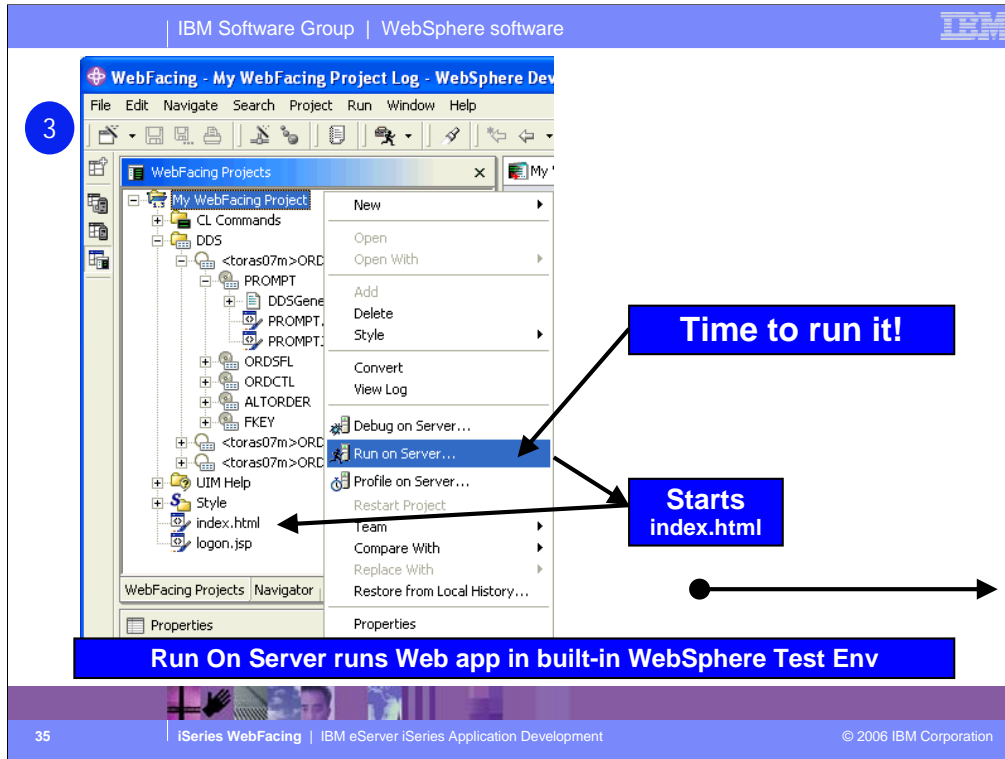 IBM Software Group | WebSphere software
IBM
3
WebFacing - My WebFacing Project Log - WebSphere Dev
File Edit Navigate Search Project Run Window Help
WebFacing Projects
My
My WebFacing Project
CL Commands
DDS
<toras07m>ORD
PROMPT
DDSGene
PROMPT.
PROMPTJ
ORDSFL
ORDCTL
ALTORDER
FKEY
<toras07m>ORD
<toras07m>ORD
UIM Help
Style
index.html
logon.jsp
WebFacing Projects Navigator
Properties
New
Open
Open With
Add
Delete
Style
Convert
View Log
Debug on Server...
Run on Server...
Profile on Server...
Restart Project
Team
Compare With
Replace With
Restore from Local History...
Properties
Time to run it!
Starts
index.html
Run On Server runs Web app in built-in WebSphere Test Env
35
iSeries WebFacing | IBM eServer iSeries Application Development
© 2006 IBM Corporation